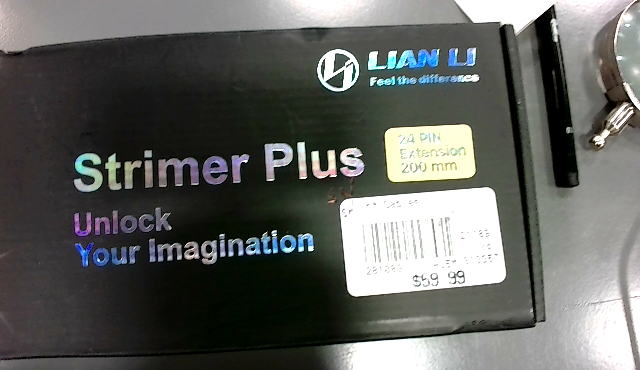 LIAN LI
Feel the difference
Strimer Plus
24 PIN
Extension
200 mm
Unlock
Your Imagination
$59.99